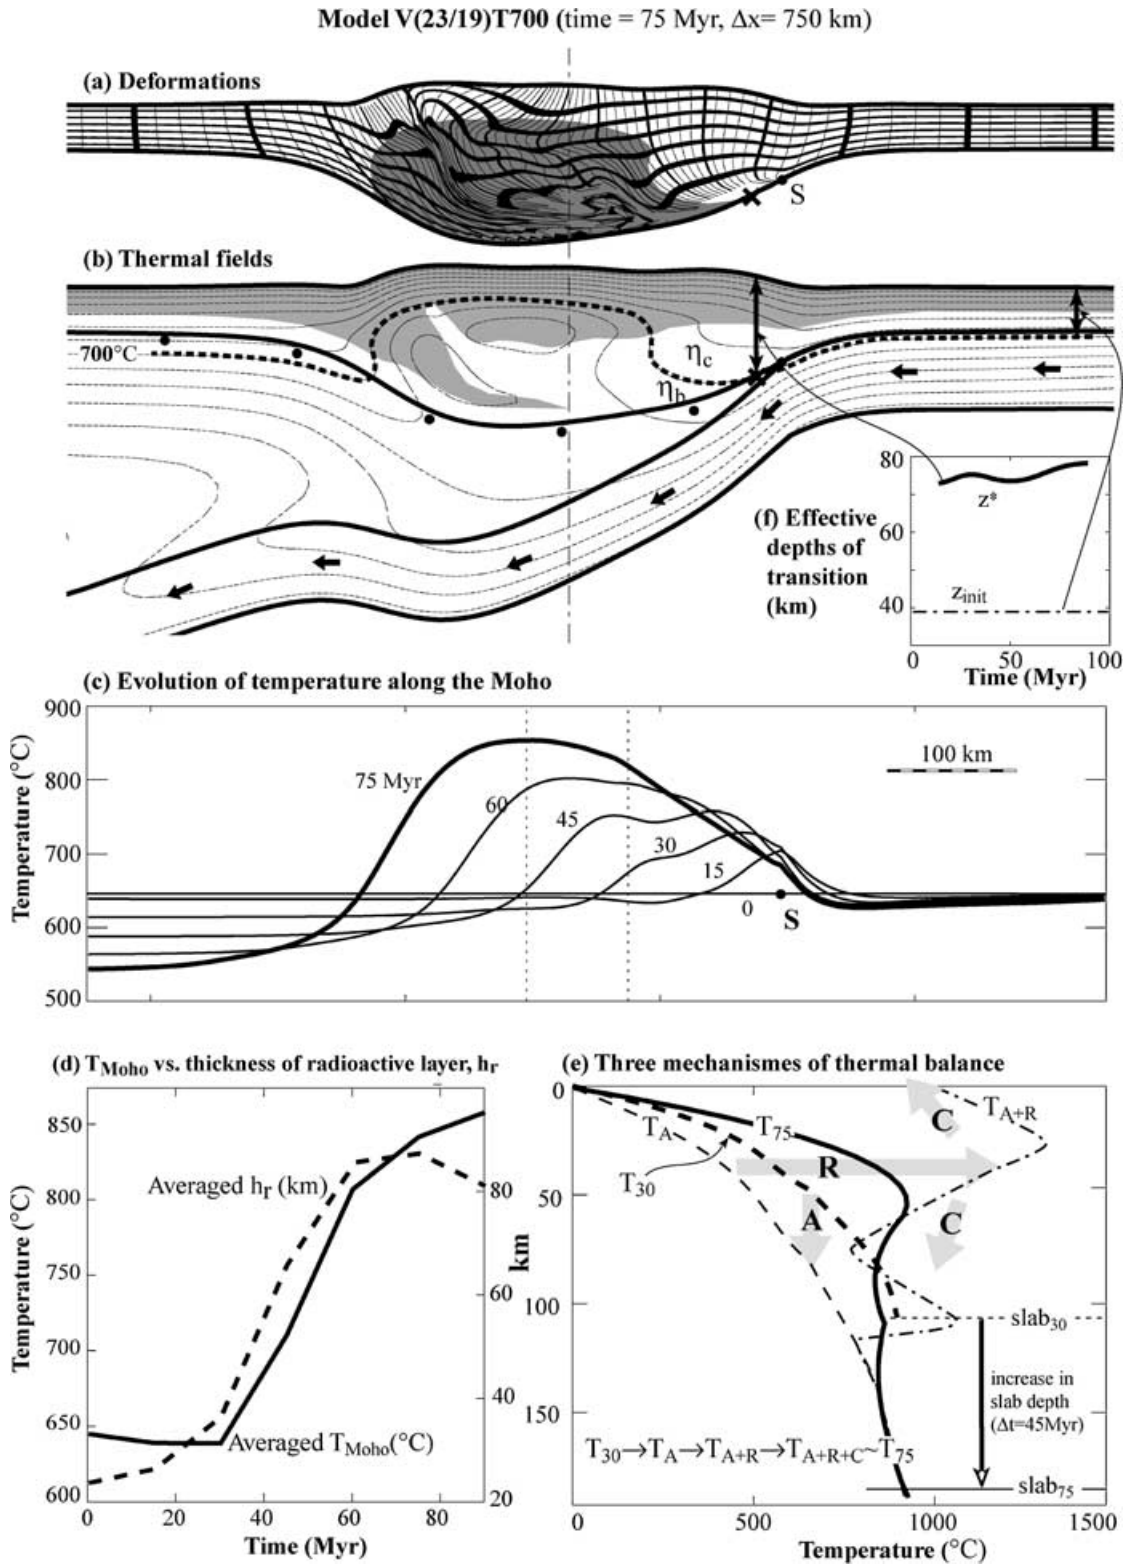 Model V(23/19)T700 (time = 75 Myr, Δx= 750 km)
(a) Deformations
S
(b) Thermal fields
700°C
ηc
ηb
(f) Effective
depths of
transition
(km)
80
60
40
z*
zinit
0
50
100
Time (Myr)
(c) Evolution of temperature along the Moho
Temperature (°C)
900
800
700
600
500
75 Myr
60
45
30
15
0
S
100 km
(d) TMoho vs. thickness of radioactive layer, hr
Temperature (°C)
850
800
750
700
650
600
Averaged hr (km)
Averaged TMoho(°C)
80
60
40
20
km
0
20
40
60
80
Time (Myr)
(e) Three mechanismes of thermal balance
0
50
100
150
TA
T75
TA+R
T30
C
R
A
C
slab30
increase in
slab depth
(Δt=45Myr)
T30→TA→TA+R→TA+R+C~T75
slab75
0
500
1000
1500
Temperature (°C)